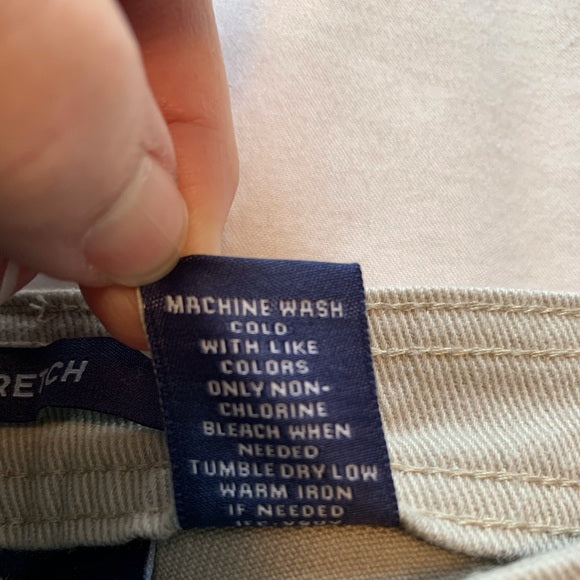 MACHINE WASH
COLD
WITH LIKE
COLORS
ONLY NON-
CHLORINE
BLEACH WHEN
NEEDED
TUMBLE DRY LOW
WARM IRON
IF NEEDED
RETCH